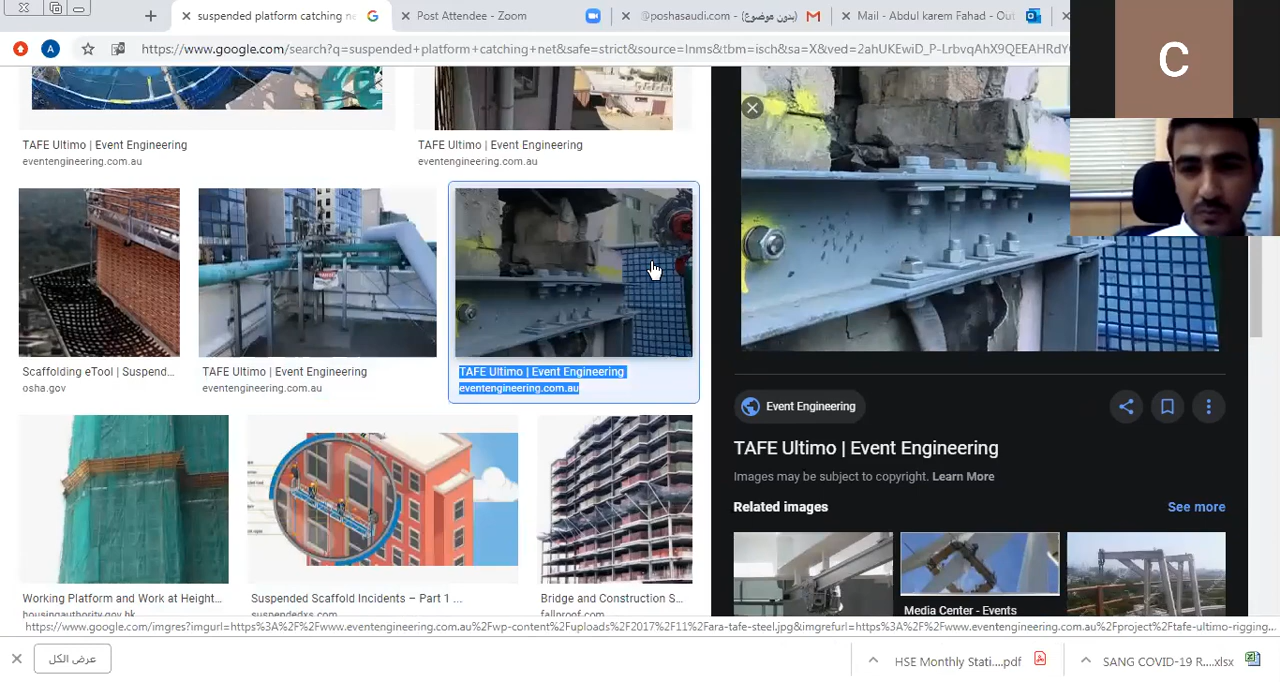 suspended platform catching ne
Post Attendee - Zoom
@poshasaudi.com - (بدون موضوع)
Mail - Abdul karem Fahad - Out
A
https://www.google.com/search?q=suspended+platform+catching+net&safe=strict&source=lnms&tbm=isch&sa=X&ved=2ahUKEwiD_P-LrbvqAhX9QEEAHRdY
C
TAFE Ultimo | Event Engineering
eventengineering.com.au
TAFE Ultimo | Event Engineering
eventengineering.com.au
Scaffolding eTool | Suspend...
osha.gov
TAFE Ultimo | Event Engineering
eventengineering.com.au
TAFE Ultimo | Event Engineering
eventengineering.com.au
Event Engineering
TAFE Ultimo | Event Engineering
Images may be subject to copyright. Learn More
Related images
See more
Working Platform and Work at Height...
housingauthority.gov.hk
Suspended Scaffold Incidents – Part 1 ...
suspendedxs.com
Bridge and Construction S...
fallproof.com
Media Center - Events
https://www.google.com/imgres?imgurl=https%3A%2F%2Fwww.eventengineering.com.au%2Fwp-content%2Fuploads%2F2017%2F11%2Fara-tafe-steel.jpg&imgrefurl=https%3A%2F%2Fwww.eventengineering.com.au%2Fproject%2Ftafe-ultimo-rigging...
عرض الكل
HSE Monthly Stati....pdf
SANG COVID-19 R....xlsx